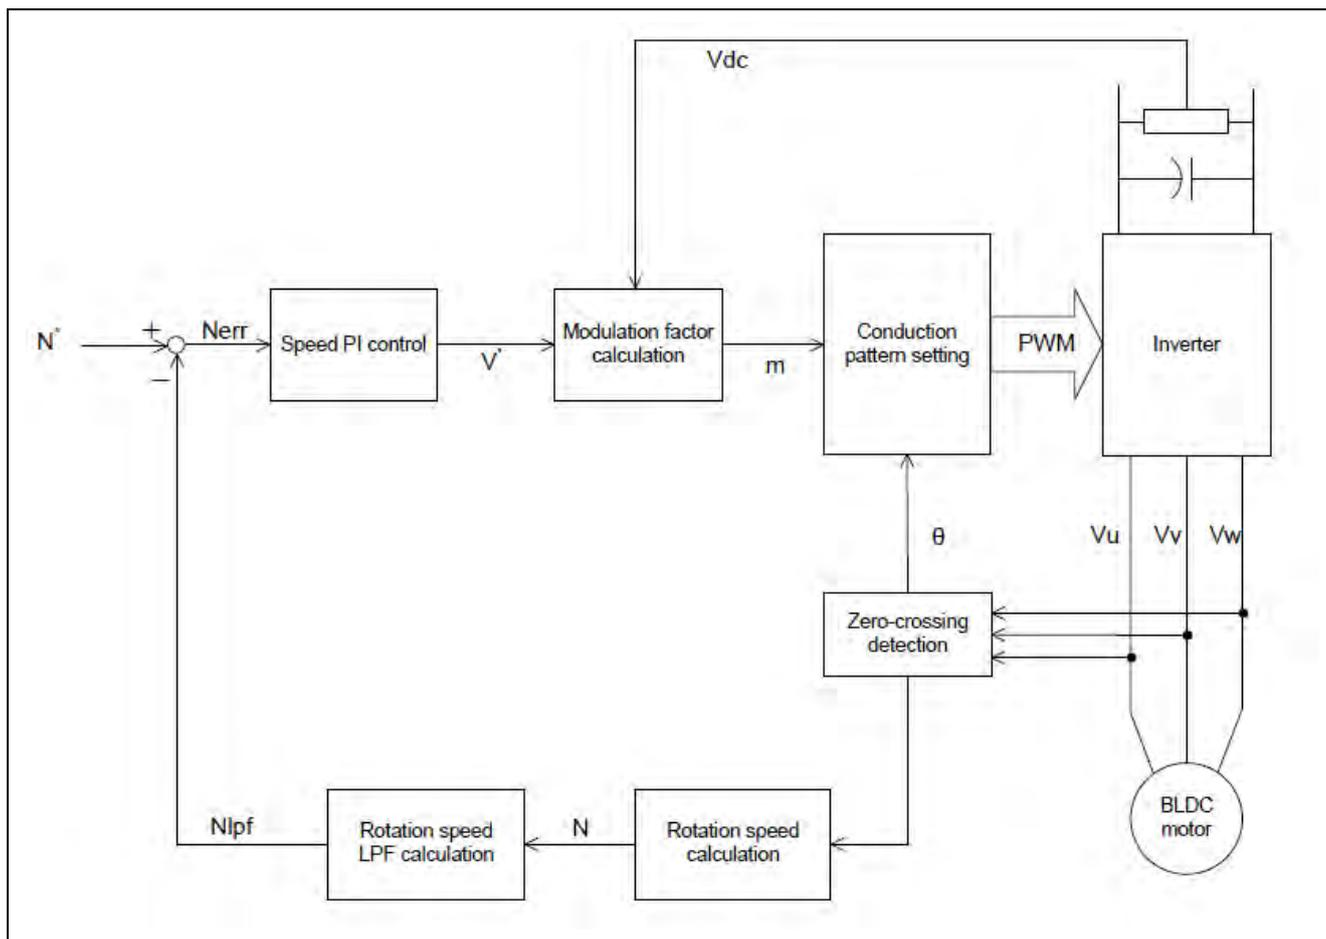 Vdc
N*
+
−
Nerr
Speed PI control
V*
Modulation factor
calculation
m
Conduction
pattern setting
PWM
Inverter
θ
Vu
Vv
Vw
Zero-crossing
detection
Nlpf
Rotation speed
LPF calculation
N
Rotation speed
calculation
BLDC
motor